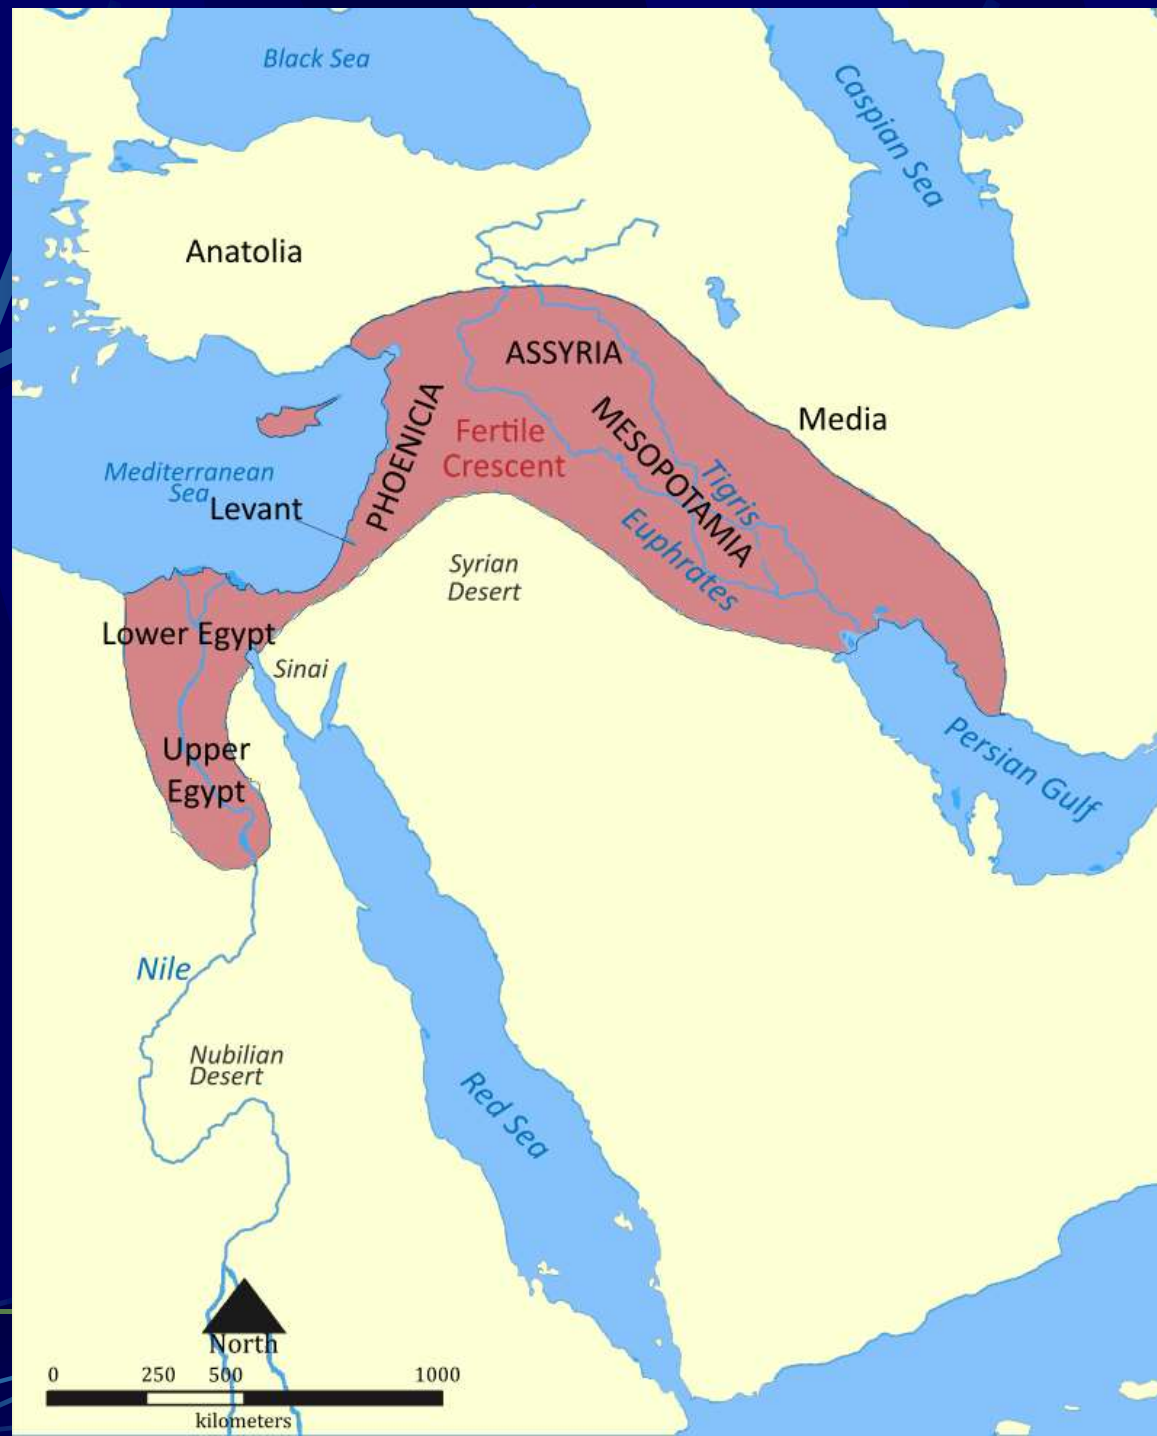 Black Sea
Caspian Sea
Anatolia
ASSYRIA
PHOENICIA
MESOPOTAMIA
Media
Fertile
Crescent
Mediterranean
Sea
Levant
Tigris
Euphrates
Syrian
Desert
Lower Egypt
Sinai
Upper
Egypt
Persian Gulf
Nile
Nubilian
Desert
Red Sea
North
0 250 500 1000
kilometers